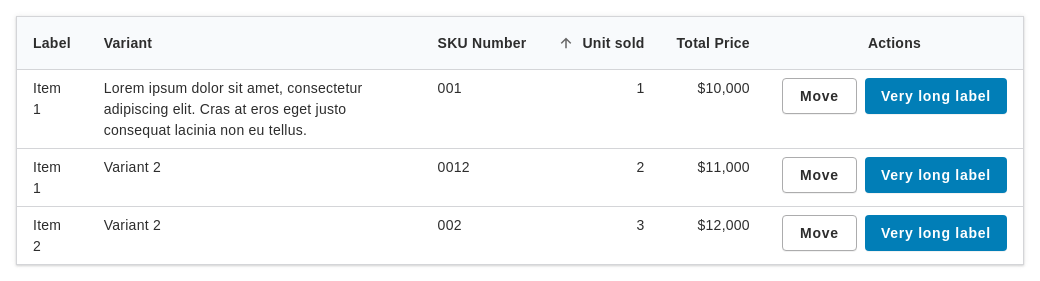 Label Variant SKU Number Unit sold Total Price Actions
Item 1 Lorem ipsum dolor sit amet, consectetur
adipiscing elit. Cras at eros eget justo
consequat lacinia non eu tellus. 001 1 $10,000 Move Very long label
Item 1 Variant 2 0012 2 $11,000 Move Very long label
Item 2 Variant 2 002 3 $12,000 Move Very long label